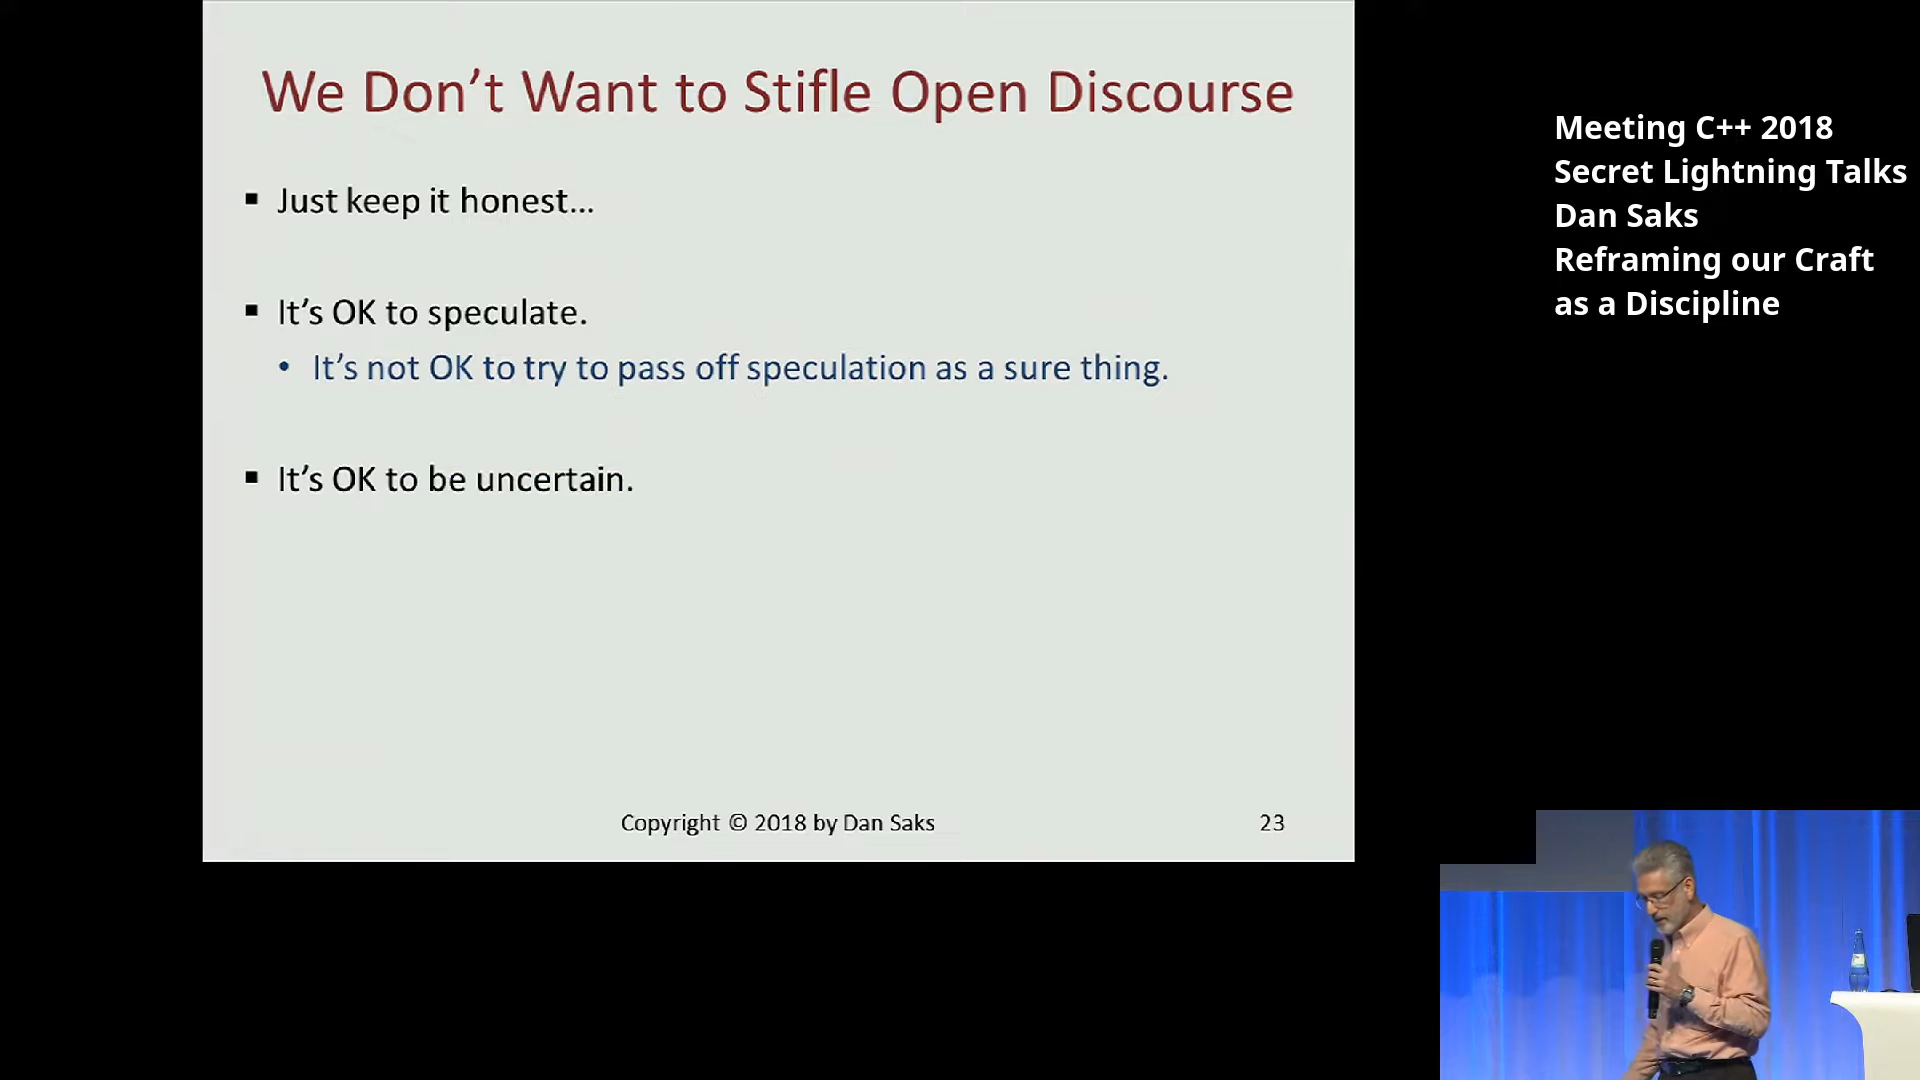 We Don’t Want to Stifle Open Discourse
▪ Just keep it honest…
▪ It’s OK to speculate.
• It’s not OK to try to pass off speculation as a sure thing.
▪ It’s OK to be uncertain.
Copyright © 2018 by Dan Saks
23
Meeting C++ 2018
Secret Lightning Talks
Dan Saks
Reframing our Craft
as a Discipline